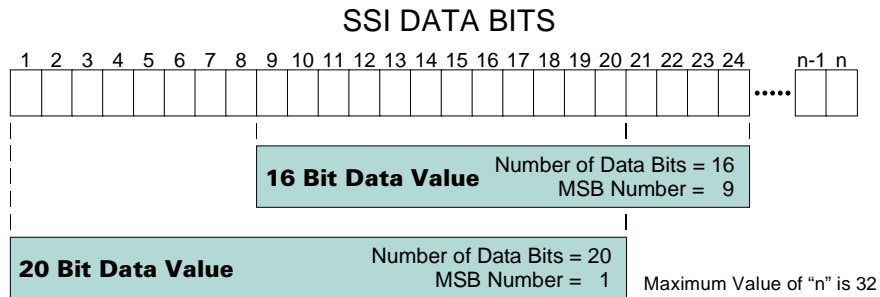 SSI DATA BITS
1 2 3 4 5 6 7 8 9 10 11 12 13 14 15 16 17 18 19 20 21 22 23 24 n-1 n
16 Bit Data Value Number of Data Bits = 16
MSB Number = 9
20 Bit Data Value Number of Data Bits = 20
MSB Number = 1
Maximum Value of “n” is 32